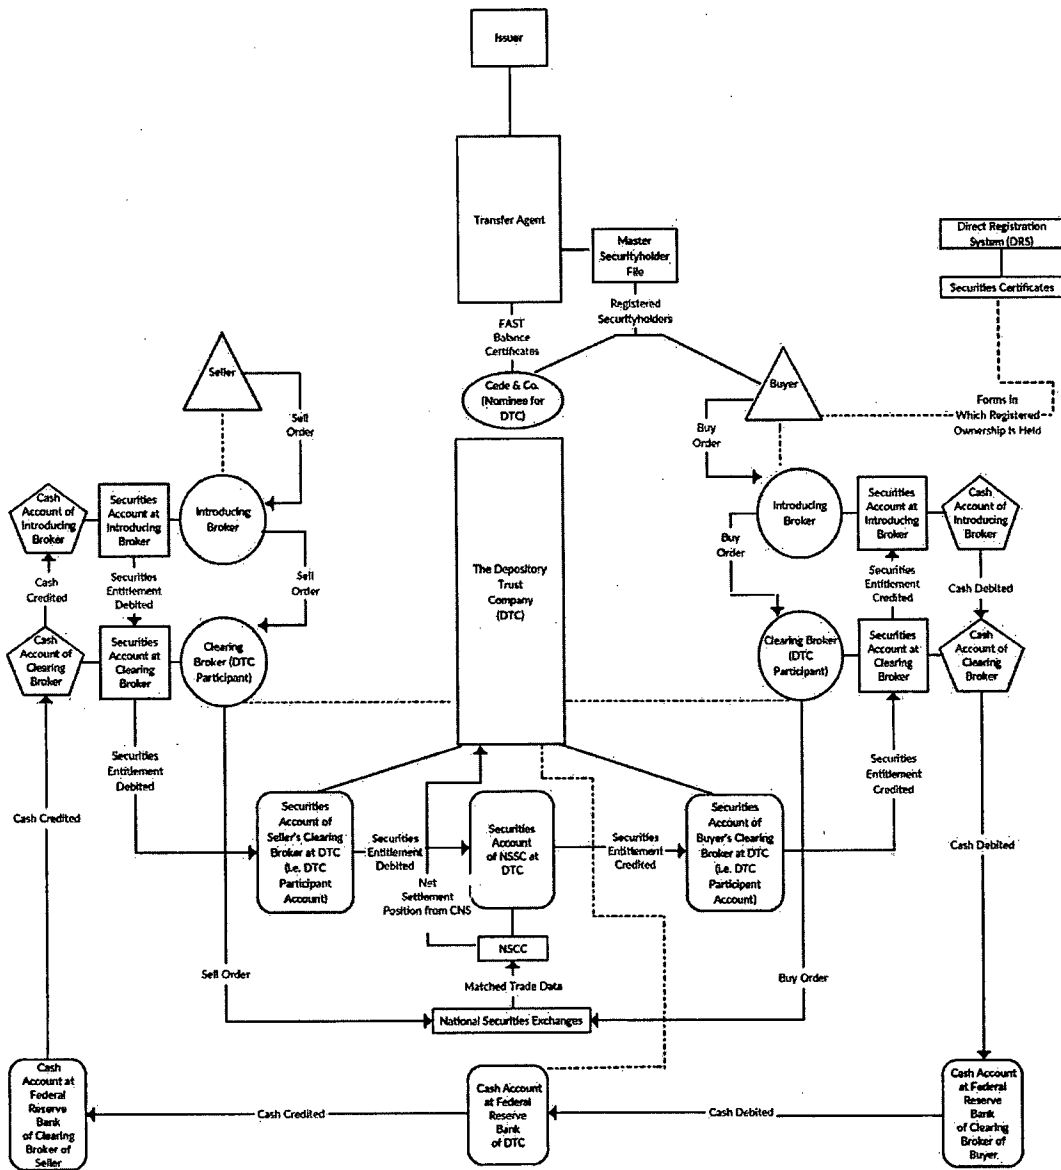 Issuer
Transfer Agent
Master
Securityholder
File
Direct Registration
System (DRS)
Securities Certificates
Registered
Securityholders
FAST
Balance
Certificates
Seller
Cede & Co.
(Nominee for
DTC)
Buyer
Sell
Order
Buy
Order
Forms In
Which Registered
Ownership Is Held
Cash
Account of
Introducing
Broker
Securities
Account at
Introducing
Broker
Introducing
Broker
Introducing
Broker
Securities
Account at
Introducing
Broker
Cash
Account of
Introducing
Broker
Cash
Credited
Securities
Entitlement
Debited
Sell
Order
The Depository
Trust
Company
(DTC)
Buy
Order
Securities
Entitlement
Credited
Cash Debited
Cash
Account of
Clearing
Broker
Securities
Account at
Clearing
Broker
Clearing
Broker (DTC
Participant)
Clearing Broker
(DTC
Participant)
Securities
Account at
Clearing
Broker
Cash
Account of
Clearing
Broker
Securities
Entitlement
Debited
Securities
Entitlement
Credited
Cash Credited
Securities
Account of
Seller's Clearing
Broker at DTC
(i.e. DTC
Participant
Account)
Securities
Entitlement
Debited
Securities
Account
of NSSC at
DTC
Securities
Entitlement
Credited
Securities
Account of
Buyer's Clearing
Broker at DTC
(i.e. DTC
Participant
Account)
Cash Debited
Net
Settlement
Position from CNS
NSCC
Sell Order
Matched Trade Data
Buy Order
National Securities Exchanges
Cash
Account at
Federal
Reserve
Bank
of Clearing
Broker of
Seller
Cash Credited
Cash Account
at Federal
Reserve
Bank
of DTC
Cash Debited
Cash Account
at Federal
Reserve
Bank
of Clearing
Broker of
Buyer.